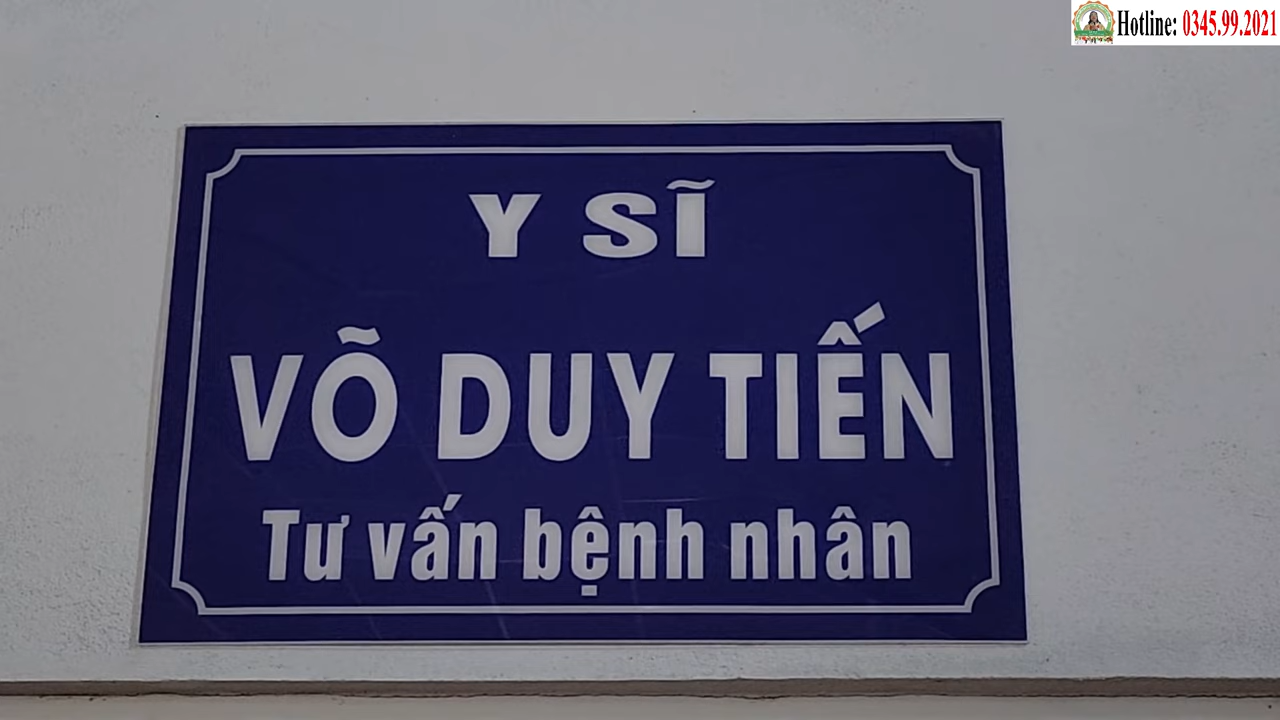 Hotline: 0345.99.2021
Y SĨ
VÕ DUY TIẾN
Tư vấn bệnh nhân